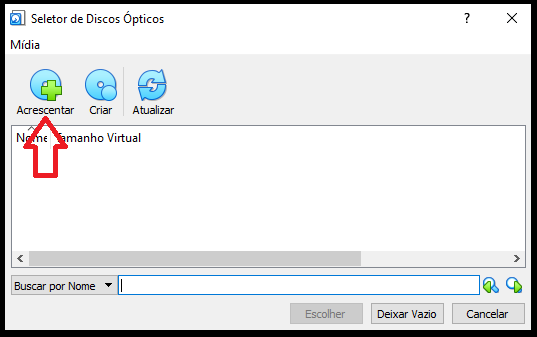 Seletor de Discos Ópticos
?
Mídia
Acrescentar Criar Atualizar
Nome Tamanho Virtual
Buscar por Nome
Escolher Deixar Vazio Cancelar